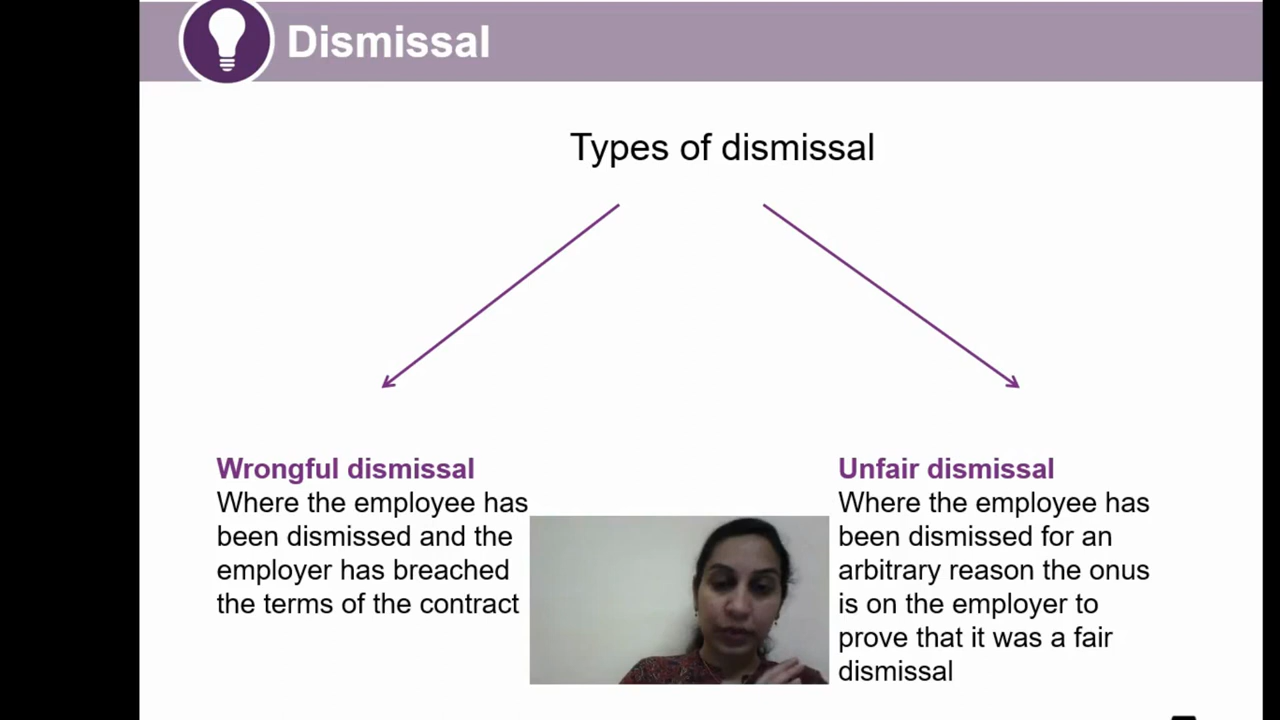 Dismissal
Types of dismissal
Wrongful dismissal
Where the employee has
been dismissed and the
employer has breached
the terms of the contract
Unfair dismissal
Where the employee has
been dismissed for an
arbitrary reason the onus
is on the employer to
prove that it was a fair
dismissal